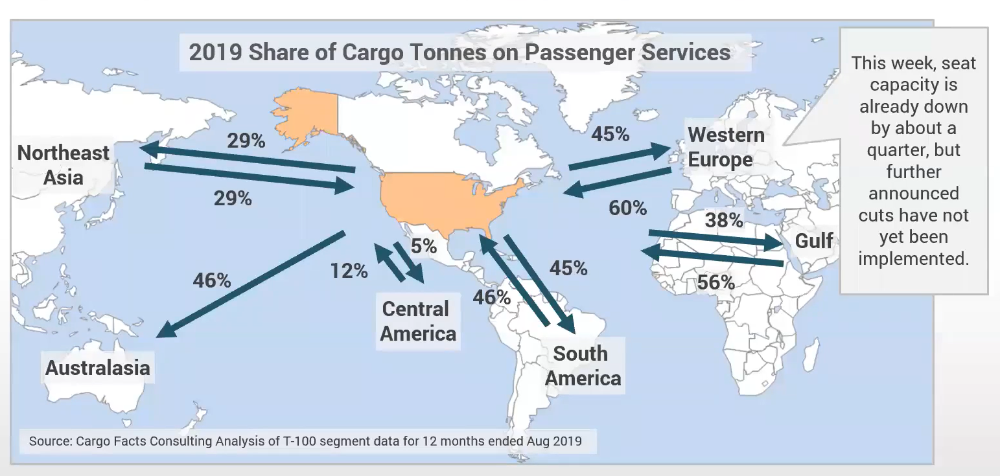 2019 Share of Cargo Tonnes on Passenger Services
This week, seat
capacity is
already down
by about a
quarter, but
further
announced
cuts have not
yet been
implemented.
29%
45%
Northeast
Asia
Western
Europe
29%
60%
38%
Gulf
5%
12%
45%
46%
56%
46%
Central
America
South
America
Australasia
Source: Cargo Facts Consulting Analysis of T-100 segment data for 12 months ended Aug 2019